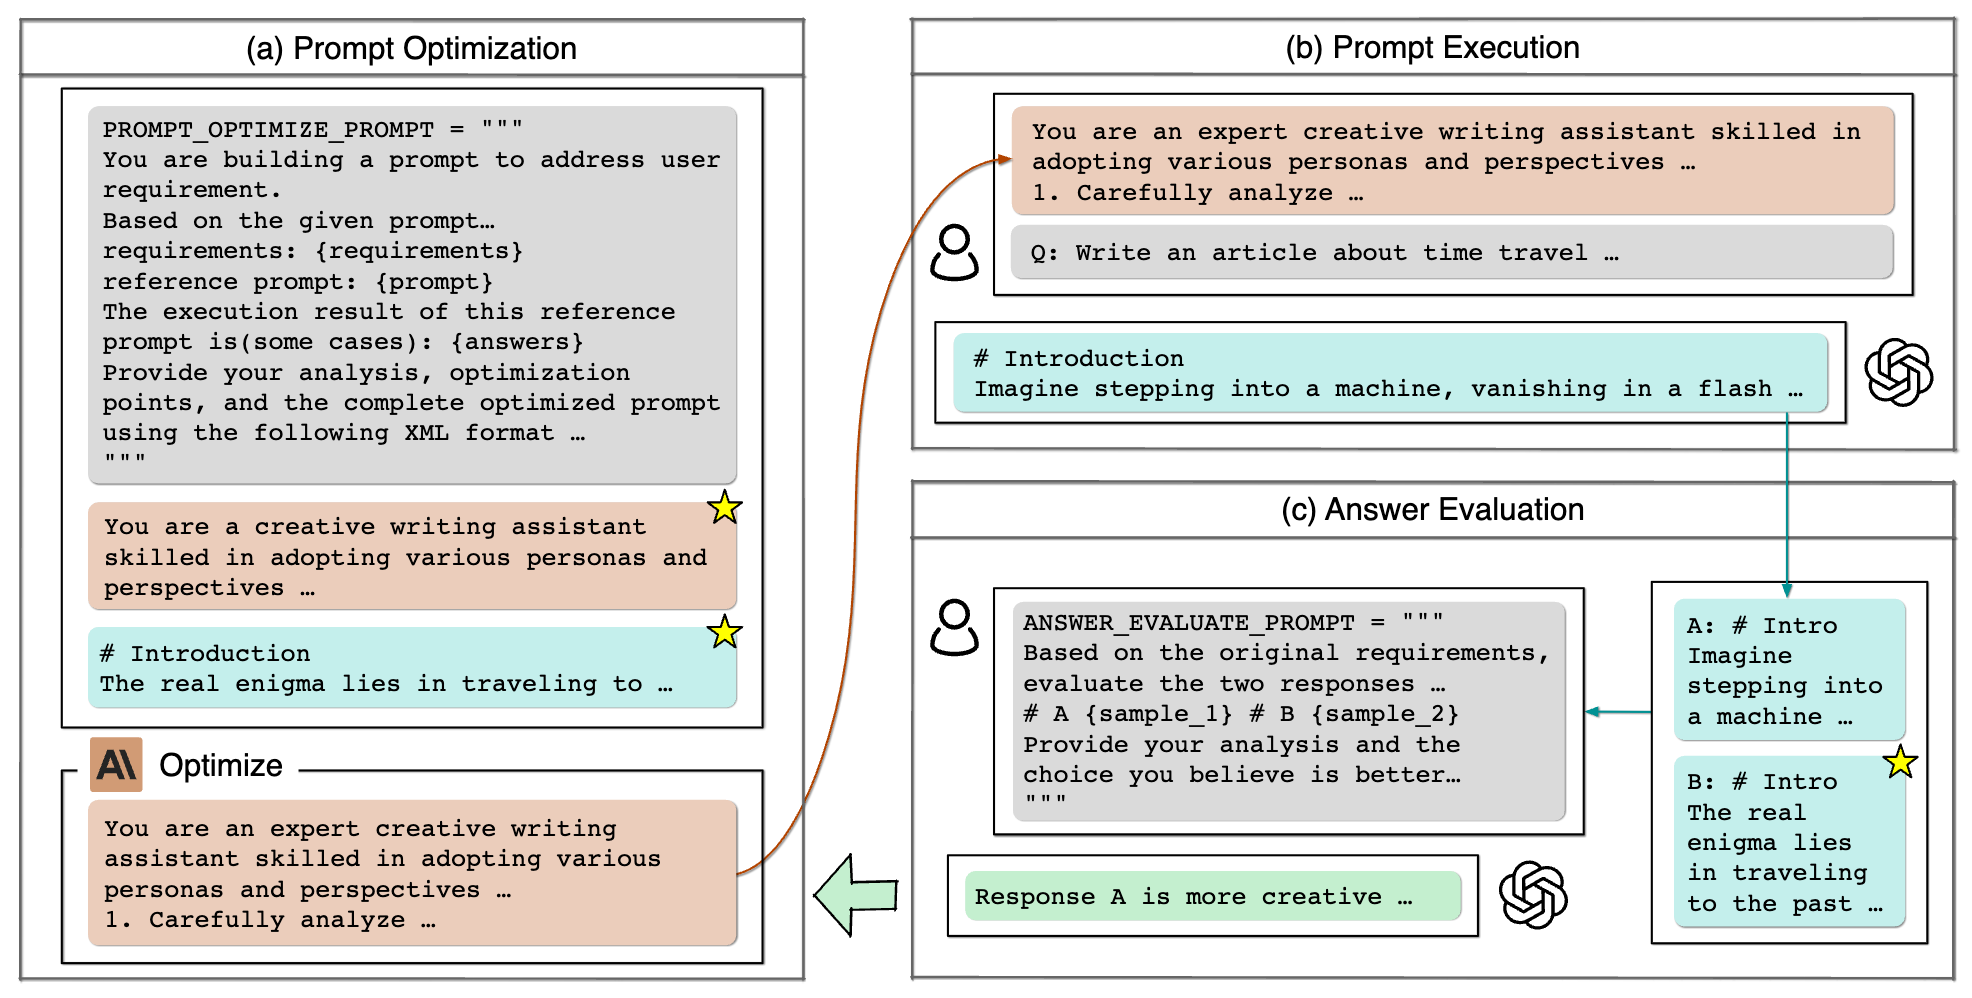 (a) Prompt Optimization
PROMPT_OPTIMIZE_PROMPT = """
You are building a prompt to address user
requirement.
Based on the given prompt…
requirements: {requirements}
reference prompt: {prompt}
The execution result of this reference
prompt is(some cases): {answers}
Provide your analysis, optimization
points, and the complete optimized prompt
using the following XML format …
"""
You are a creative writing assistant
skilled in adopting various personas and
perspectives …
# Introduction
The real enigma lies in traveling to …
AI Optimize
You are an expert creative writing
assistant skilled in adopting various
personas and perspectives …
1. Carefully analyze …
(b) Prompt Execution
You are an expert creative writing assistant skilled in
adopting various personas and perspectives …
1. Carefully analyze …
Q: Write an article about time travel …
# Introduction
Imagine stepping into a machine, vanishing in a flash …
(c) Answer Evaluation
ANSWER_EVALUATE_PROMPT = """
Based on the original requirements,
evaluate the two responses …
# A {sample_1} # B {sample_2}
Provide your analysis and the
choice you believe is better…
"""
A: # Intro
Imagine
stepping into
a machine …
B: # Intro
The real
enigma lies
in traveling
to the past …
Response A is more creative …